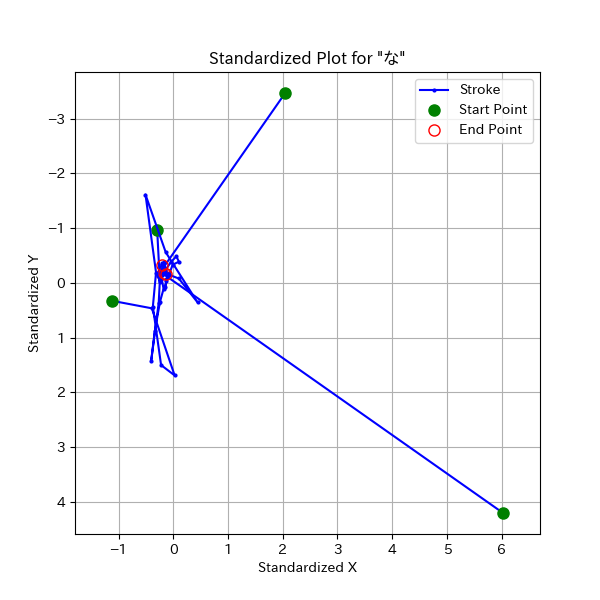 Standardized Plot for "な"
Stroke
Start Point
End Point
−3
−2
−1
0
1
2
3
4
Standardized Y
−1 0 1 2 3 4 5 6
Standardized X